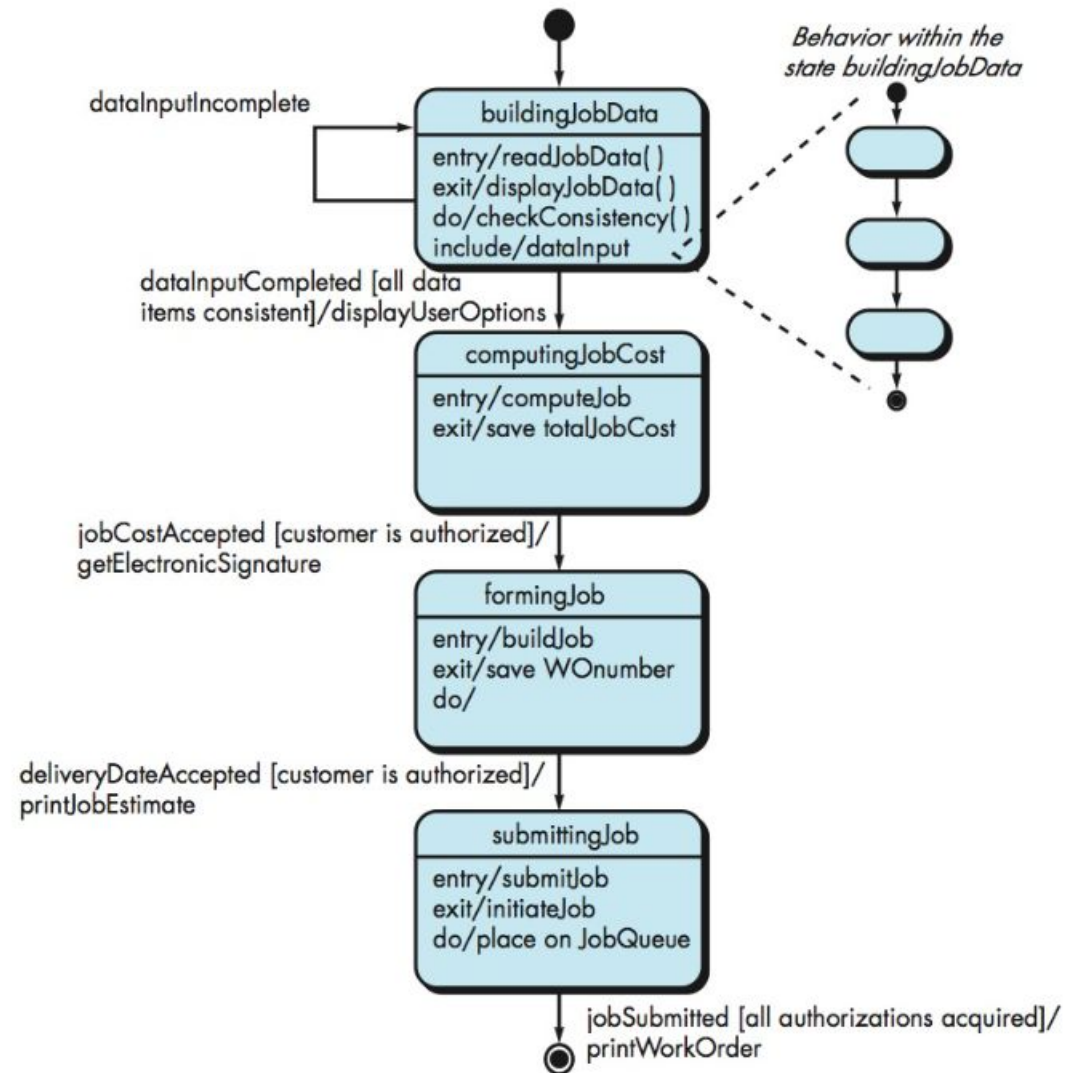 Behavior within the
state buildingJobData
dataInputIncomplete
buildingJobData
entry/readJobData( )
exit/displayJobData( )
do/checkConsistency( )
include/dataInput
dataInputCompleted [all data
items consistent]/displayUserOptions
computingJobCost
entry/computeJob
exit/save totalJobCost
jobCostAccepted [customer is authorized]/
getElectronicSignature
formingJob
entry/buildJob
exit/save WOnumber
do/
deliveryDateAccepted [customer is authorized]/
printJobEstimate
submittingJob
entry/submitJob
exit/initiateJob
do/place on JobQueue
jobSubmitted [all authorizations acquired]/
printWorkOrder